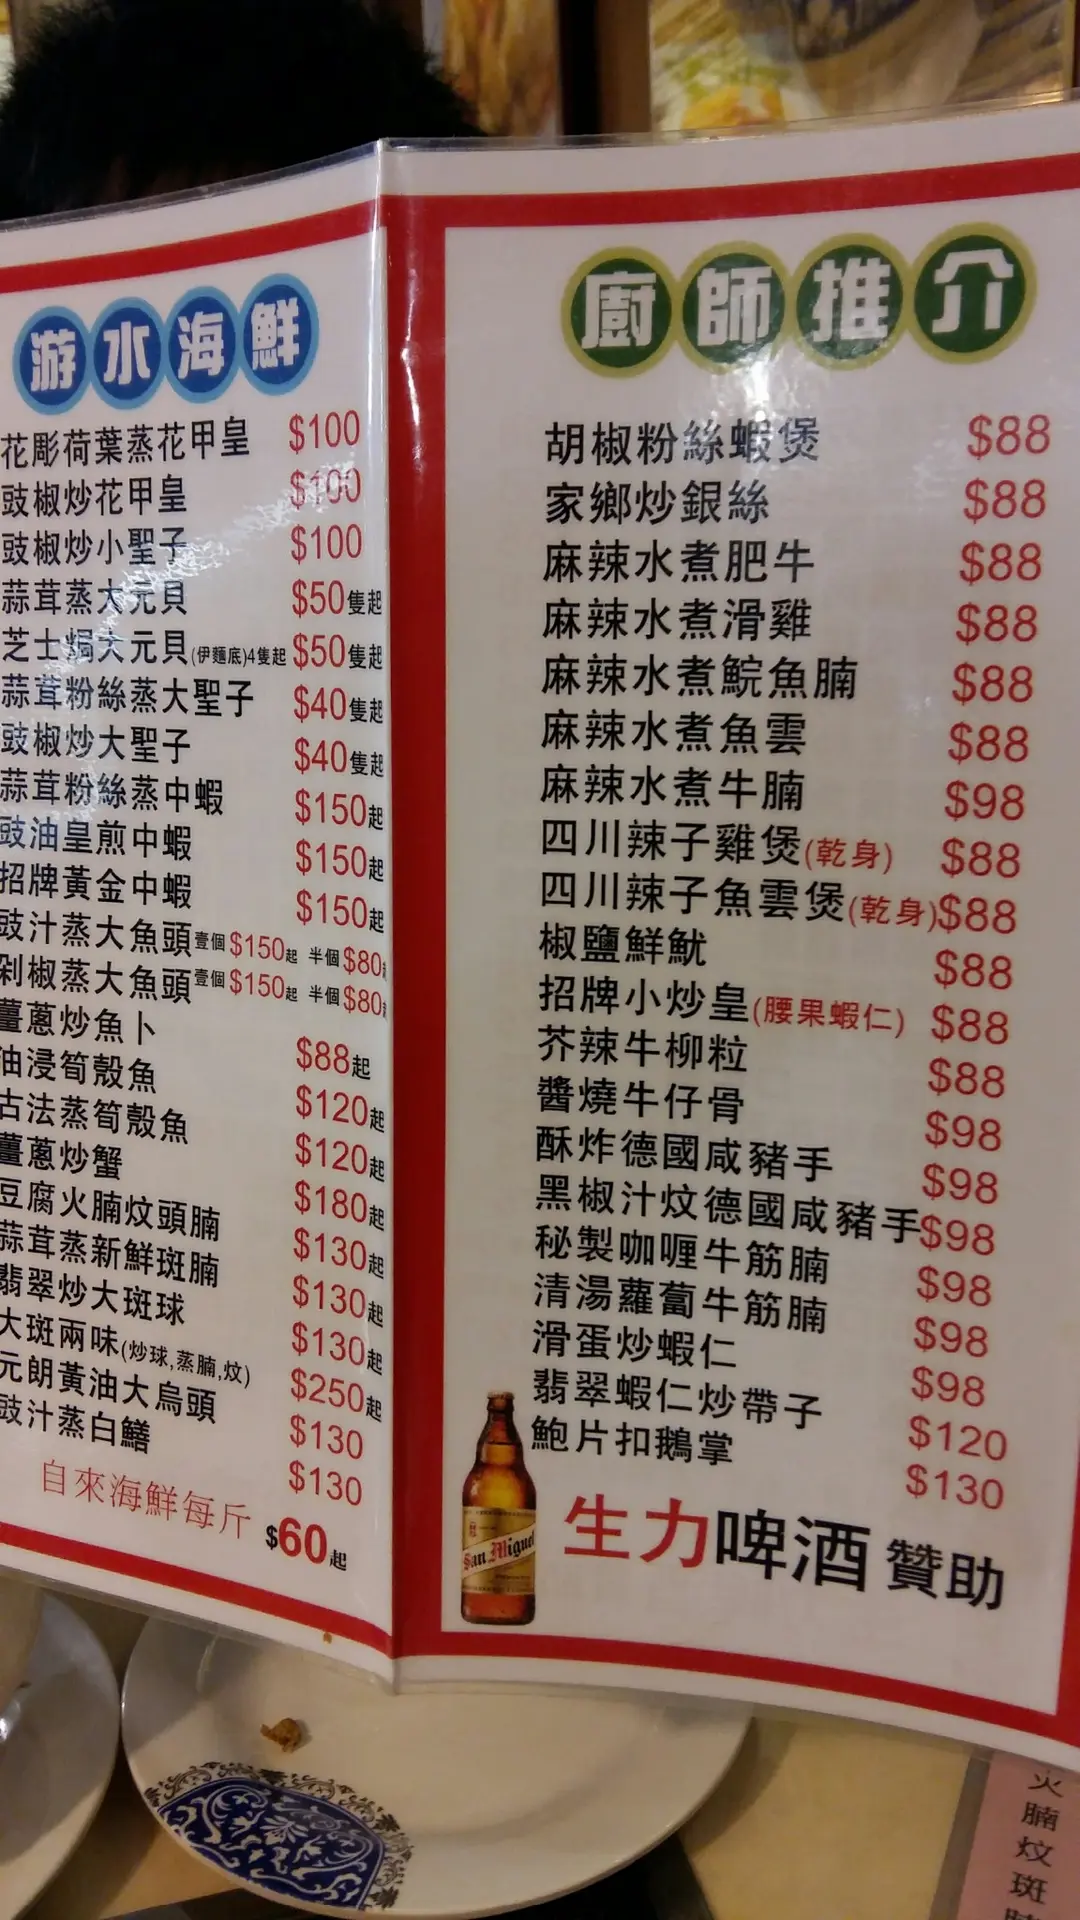 游水海鮮
花彫荷葉蒸花甲皇 $100
豉椒炒花甲皇 $100
豉椒炒小聖子 $100
蒜茸蒸大元貝 $50隻起
芝士焗大元貝(伊麵底)4隻起 $50隻起
蒜茸粉絲蒸大聖子 $40隻起
豉椒炒大聖子 $40隻起
蒜茸粉絲蒸中蝦 $150起
豉油皇煎中蝦 $150起
招牌黃金中蝦 $150起
豉汁蒸大魚頭 壹個$150起 半個$80起
剁椒蒸大魚頭 壹個$150起 半個$80起
薑蔥炒魚卜 $88起
油浸筍殼魚 $120起
古法蒸筍殼魚 $120起
薑蔥炒蟹 $180起
豆腐火腩炆頭腩 $130起
蒜茸蒸新鮮斑腩 $130起
翡翠炒大斑球 $130起
大斑兩味(炒球,蒸腩,炆) $250起
元朗黃油大烏頭 $130
豉汁蒸白鱔 $130
自來海鮮每斤 $60起
廚師推介
胡椒粉絲蝦煲 $88
家鄉炒銀絲 $88
麻辣水煮肥牛 $88
麻辣水煮滑雞 $88
麻辣水煮鯇魚腩 $88
麻辣水煮魚雲 $88
麻辣水煮牛腩 $98
四川辣子雞煲(乾身) $88
四川辣子魚雲煲(乾身) $88
椒鹽鮮魷 $88
招牌小炒皇(腰果蝦仁) $88
芥辣牛柳粒 $88
醬燒牛仔骨 $98
酥炸德國咸豬手 $98
黑椒汁炆德國咸豬手 $98
秘製咖喱牛筋腩 $98
清湯蘿蔔牛筋腩 $98
滑蛋炒蝦仁 $98
翡翠蝦仁炒帶子 $120
鮑片扣鵝掌 $130
San Miguel
生力啤酒 贊助
火腩炆斑